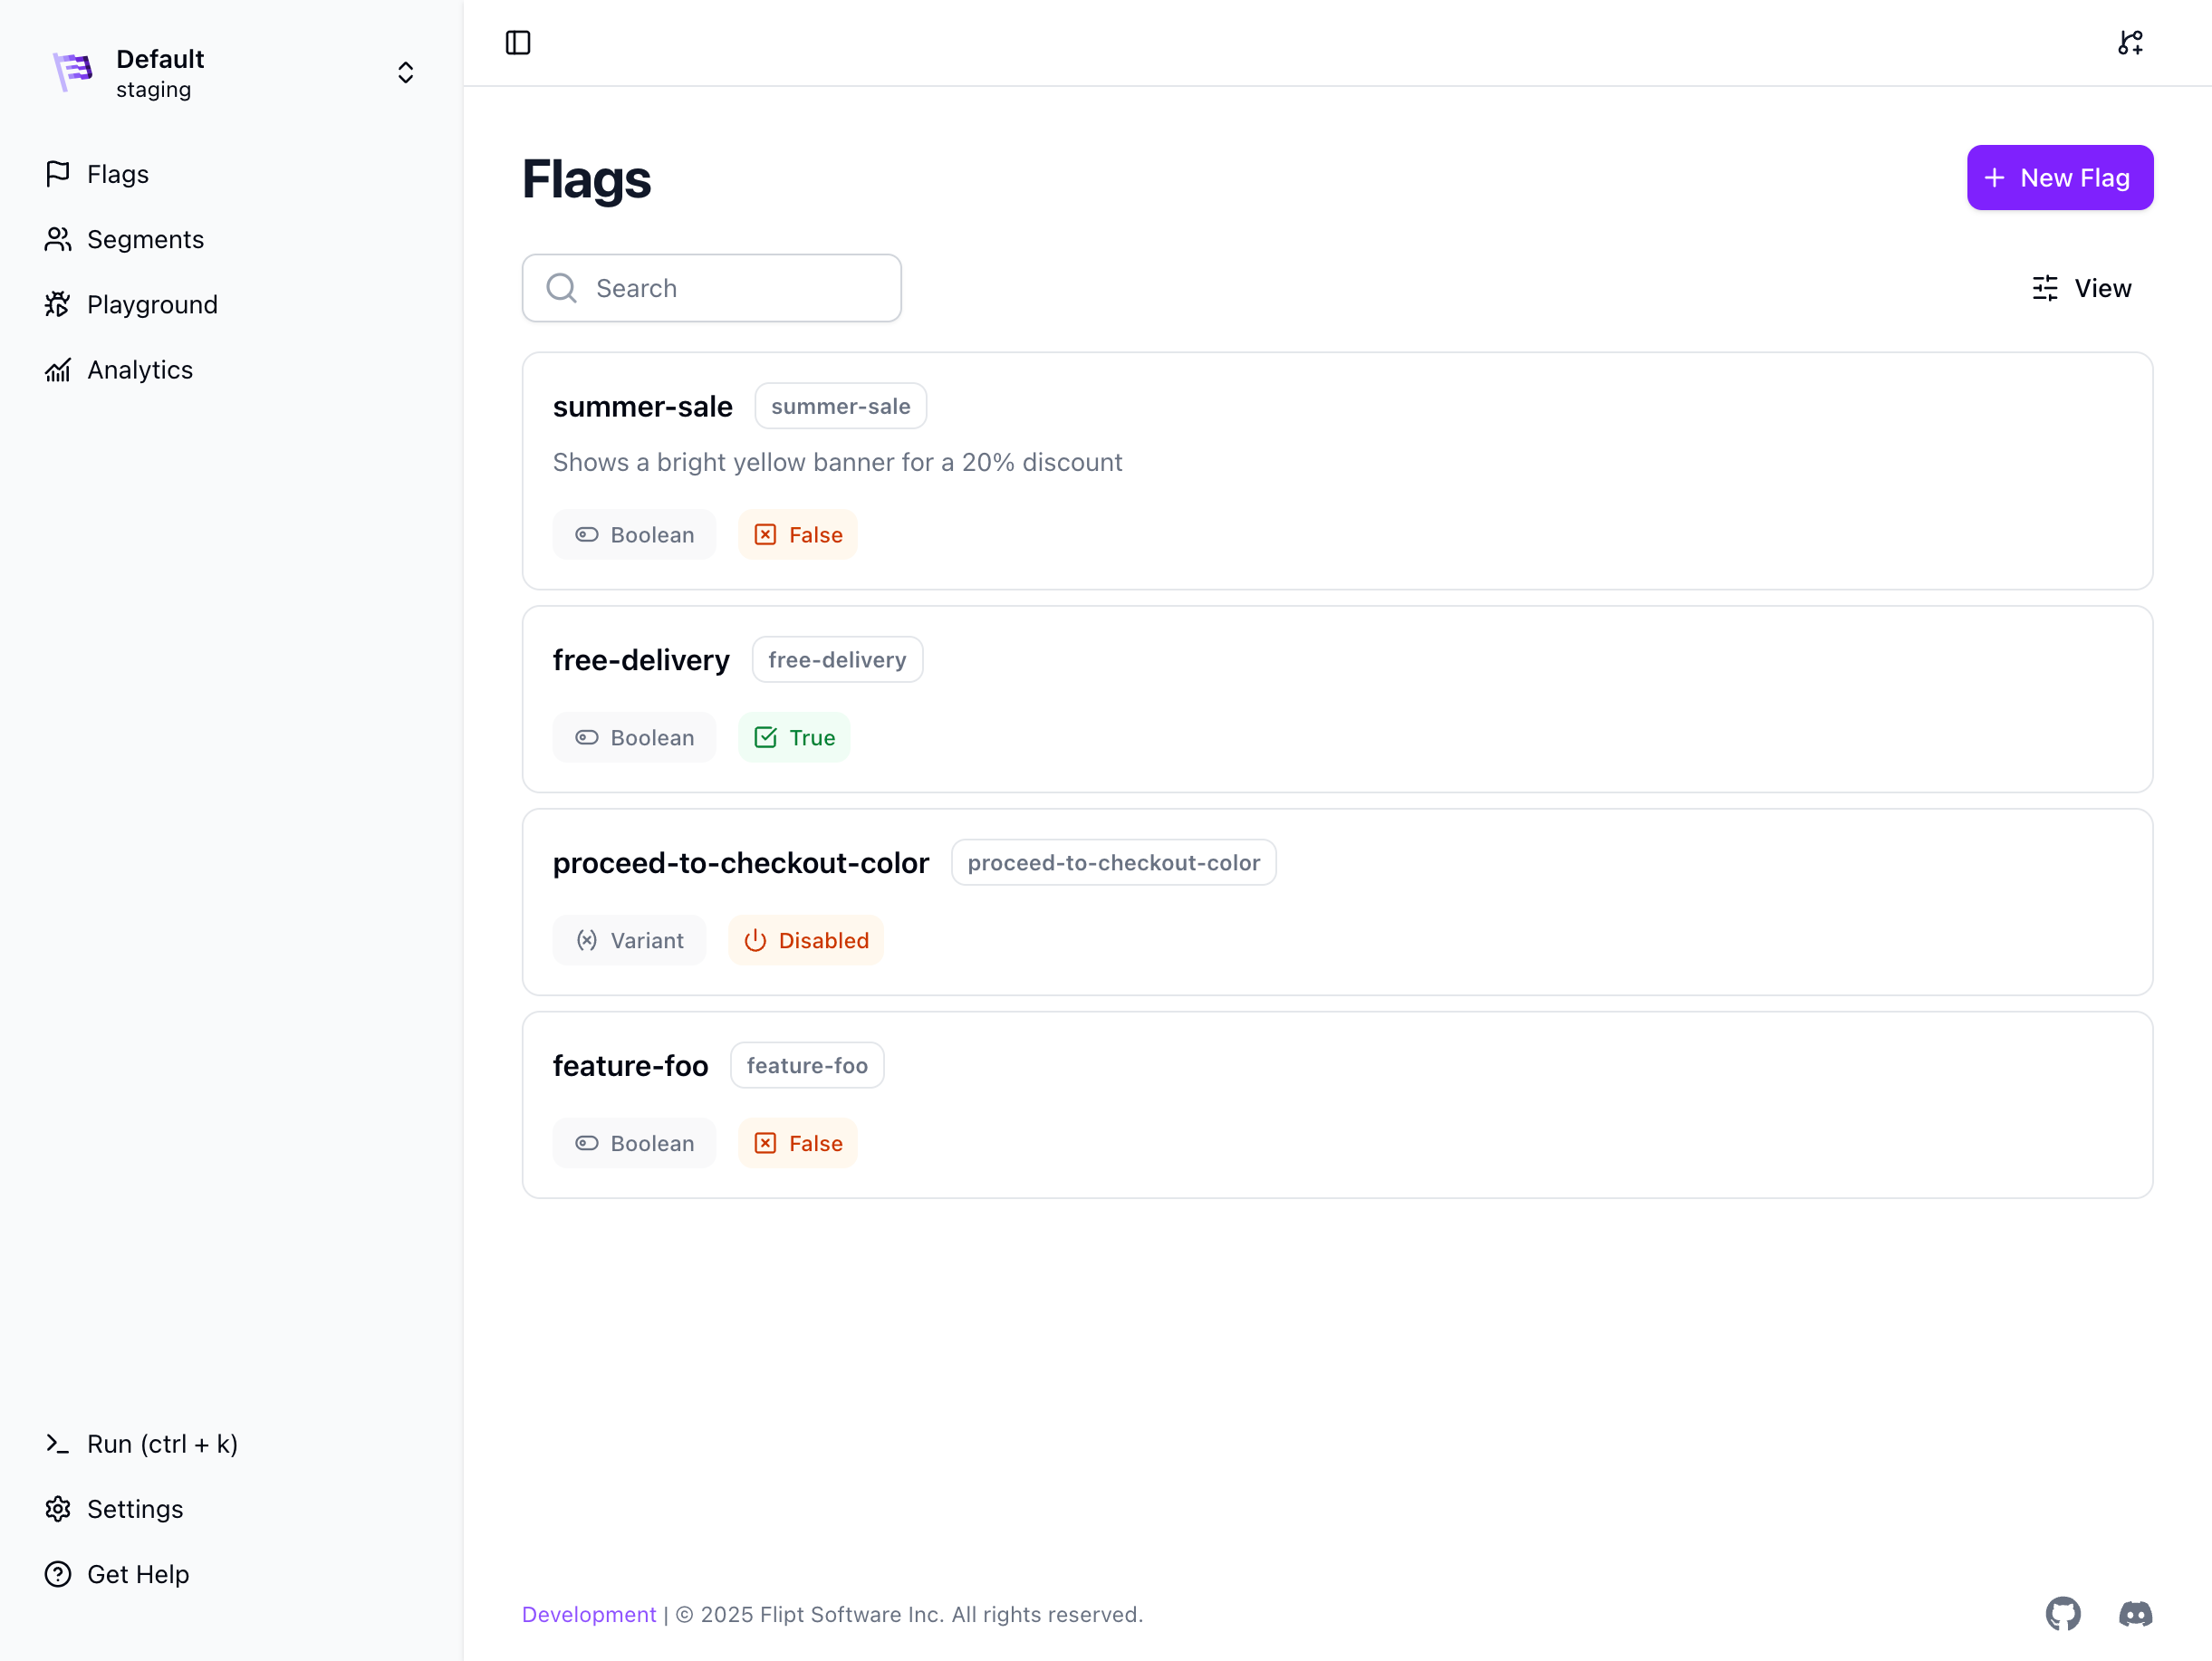 Default
staging
Flags
Segments
Playground
Analytics
Run (ctrl + k)
Settings
Get Help
Flags
New Flag
Search
View
summer-sale summer-sale
Shows a bright yellow banner for a 20% discount
Boolean False
free-delivery free-delivery
Boolean True
proceed-to-checkout-color proceed-to-checkout-color
Variant Disabled
feature-foo feature-foo
Boolean False
Development | © 2025 Flipt Software Inc. All rights reserved.